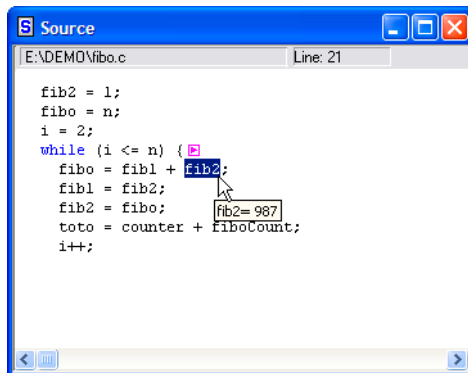 S Source
E:\DEMO\fibo.c Line: 21
fib2 = 1;
fibo = n;
i = 2;
while (i <= n) {
fibo = fib1 + fib2;
fib1 = fib2;
fib2 = fibo;
fib2= 987
toto = counter + fiboCount;
i++;